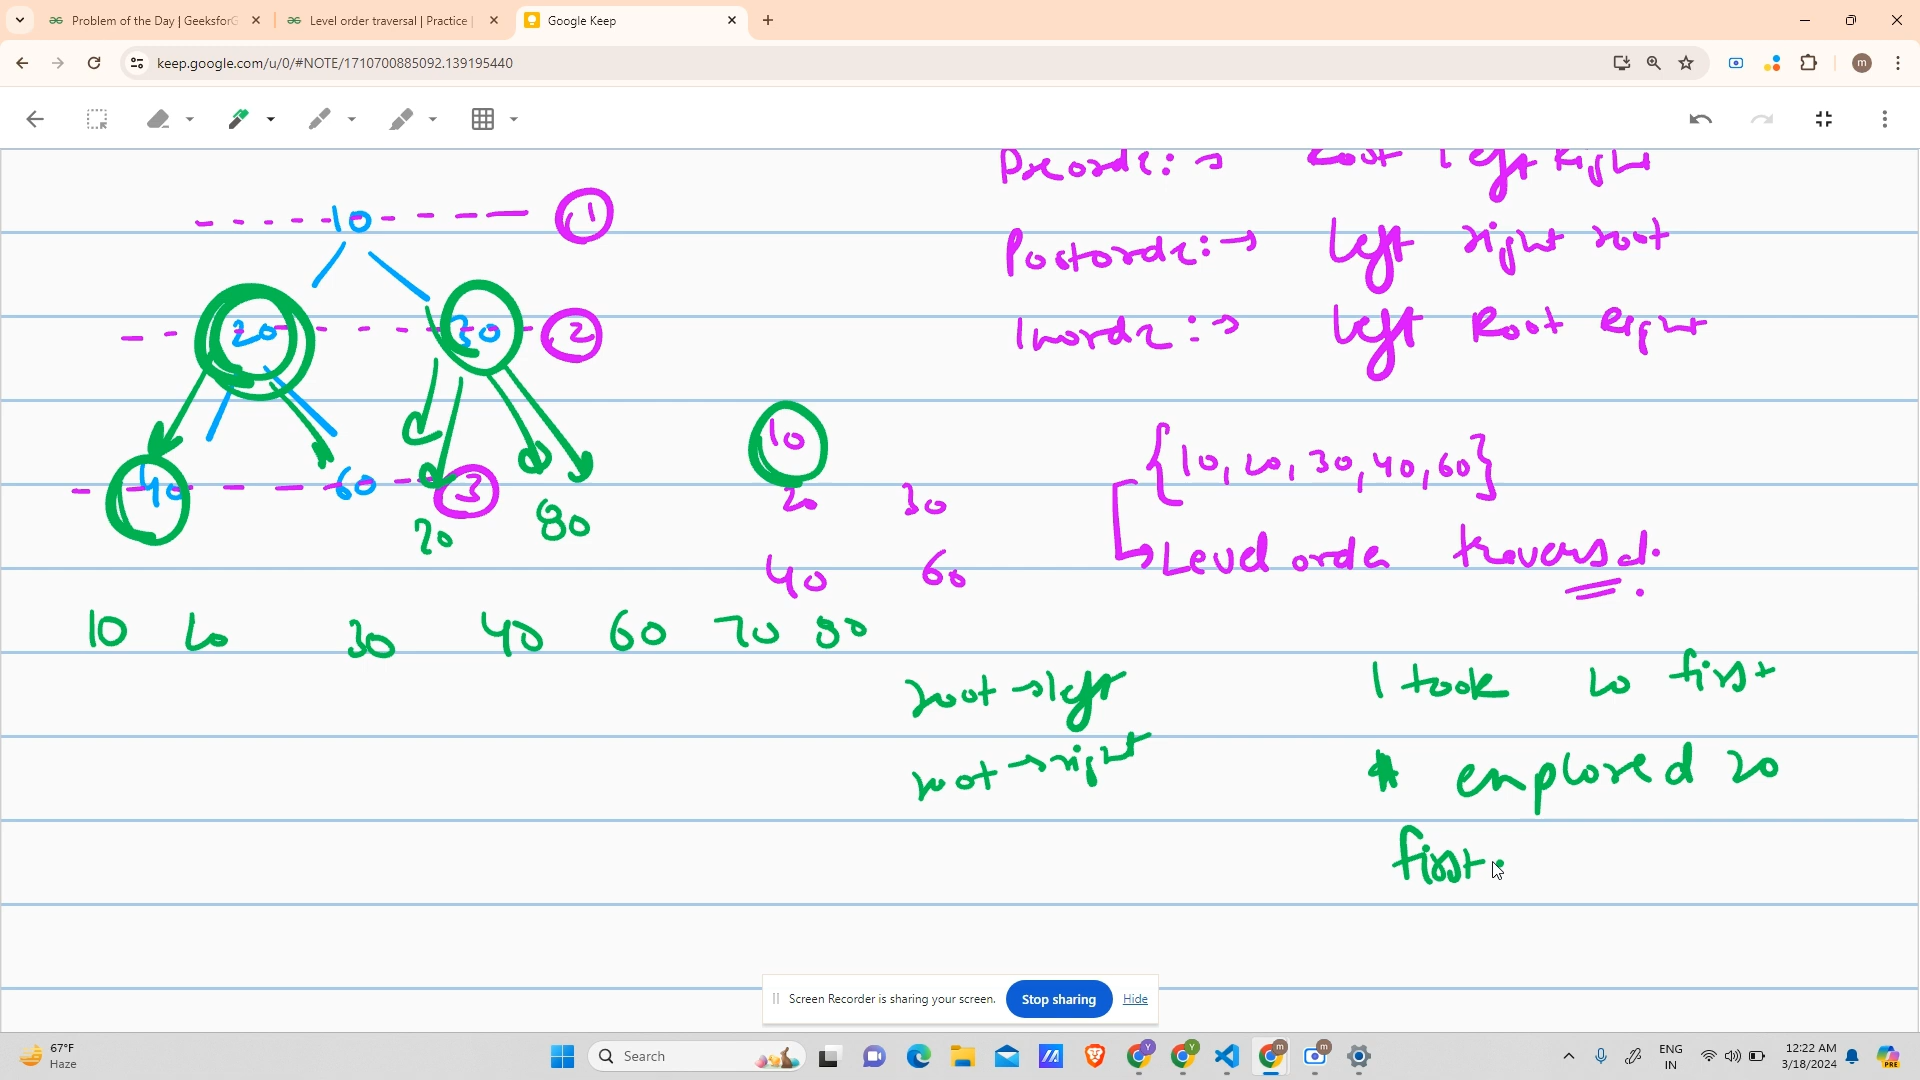 Problem of the Day | GeeksforG
Level order traversal | Practice |
Google Keep
keep.google.com/u/0/#NOTE/1710700885092.139195440
m
Preorder:→ Root left Right
10 1
Postorder:→ left right root
20 30 2
Inorder:→ left Root Right
10
{10, 20, 30, 40, 60}
40 60 3
20 30
70 80
Level order traversal.
40 60
10 20 30 40 60 70 80
root→left
I took 20 first
root→right
explored 20
first.
Screen Recorder is sharing your screen. Stop sharing Hide
67°F
Haze
Search
ENG
IN
12:22 AM
3/18/2024